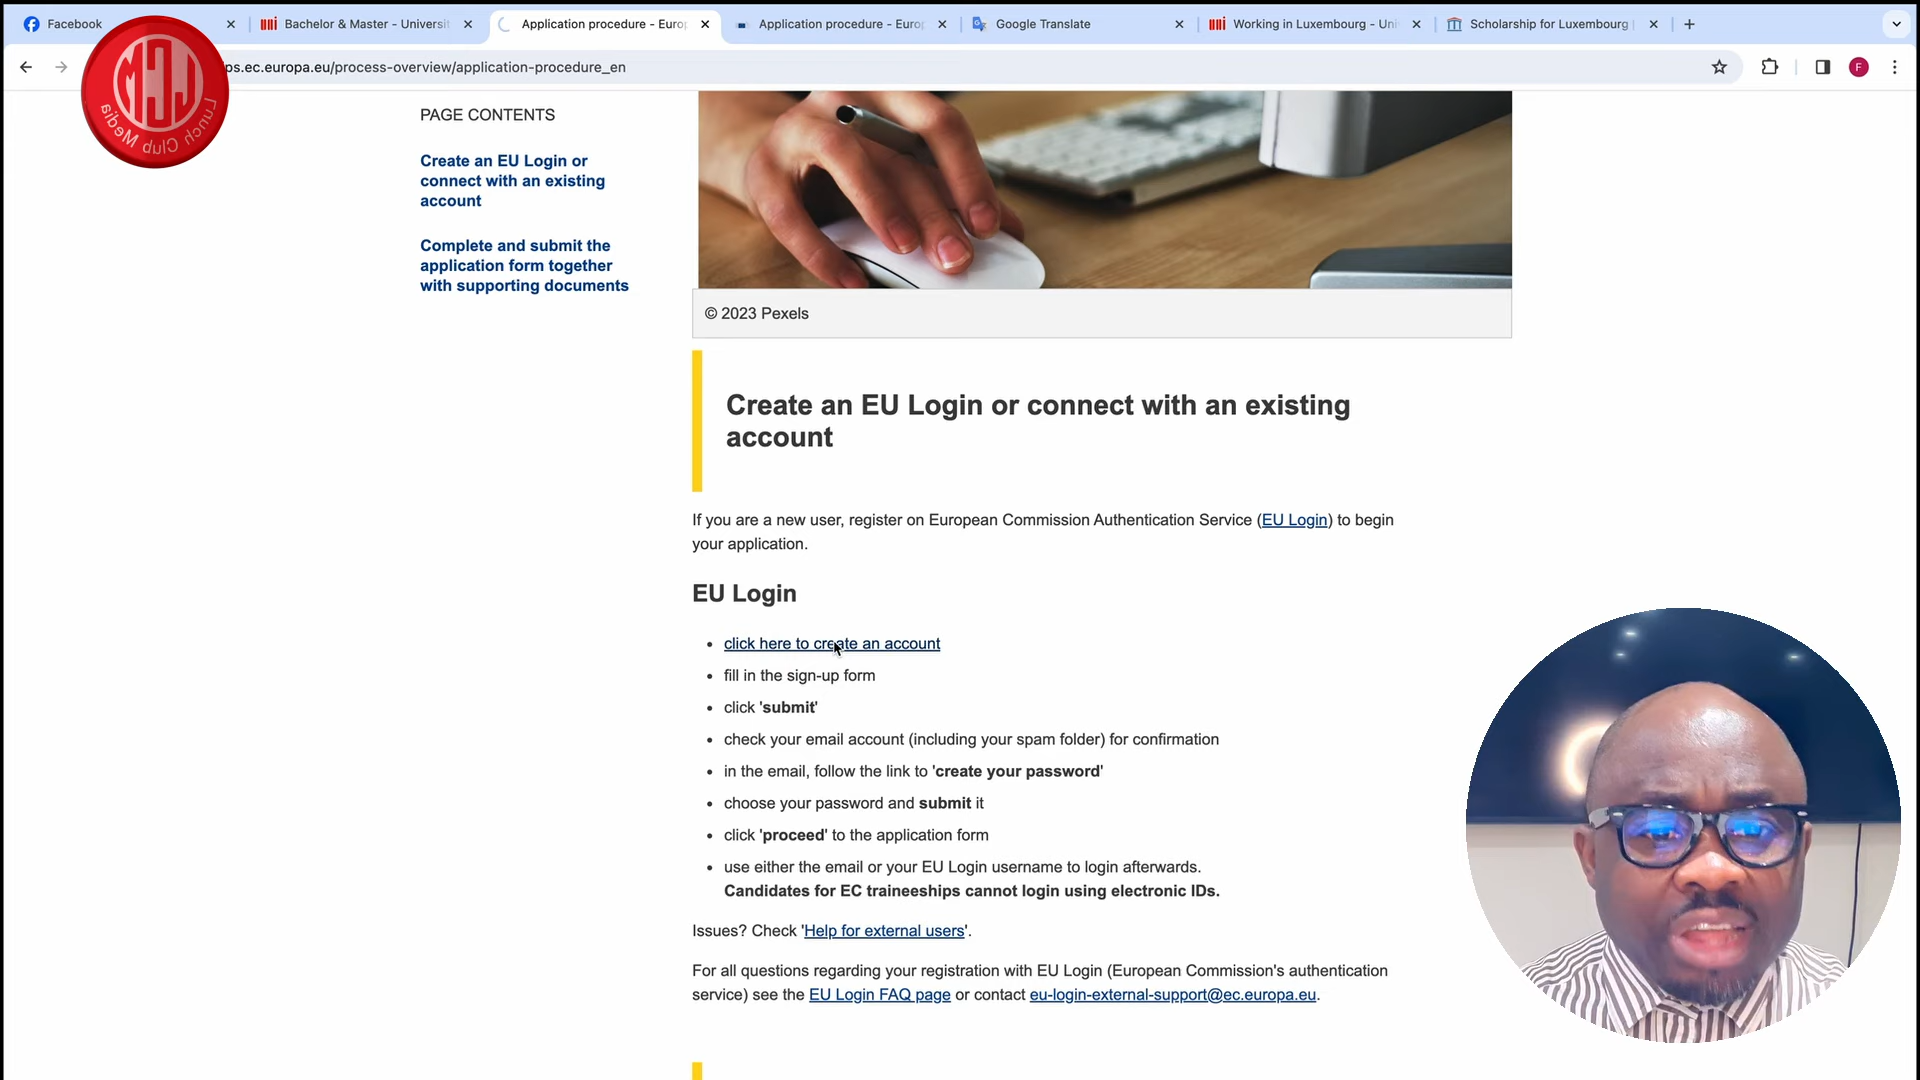 Facebook
Bachelor & Master - Universit
Application procedure - Europ
Application procedure - Europ
Google Translate
Working in Luxembourg - Uni
Scholarship for Luxembourg
ps.ec.europa.eu/process-overview/application-procedure_en
F
LCM
Lunch Club Media
PAGE CONTENTS
Create an EU Login or
connect with an existing
account
Complete and submit the
application form together
with supporting documents
© 2023 Pexels
Create an EU Login or connect with an existing
account
If you are a new user, register on European Commission Authentication Service (EU Login) to begin
your application.
EU Login
• click here to create an account
• fill in the sign-up form
• click 'submit'
• check your email account (including your spam folder) for confirmation
• in the email, follow the link to 'create your password'
• choose your password and submit it
• click 'proceed' to the application form
• use either the email or your EU Login username to login afterwards.
Candidates for EC traineeships cannot login using electronic IDs.
Issues? Check 'Help for external users'.
For all questions regarding your registration with EU Login (European Commission's authentication
service) see the EU Login FAQ page or contact eu-login-external-support@ec.europa.eu.